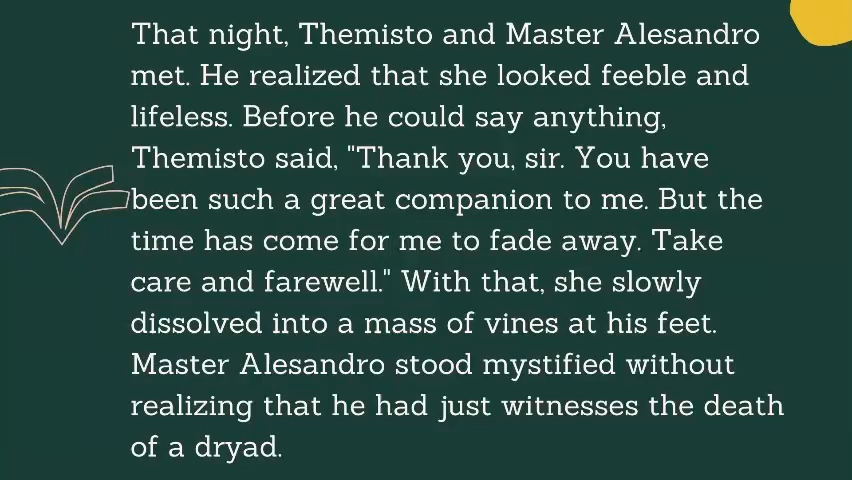 That night, Themisto and Master Alesandro
met. He realized that she looked feeble and
lifeless. Before he could say anything,
Themisto said, "Thank you, sir. You have
been such a great companion to me. But the
time has come for me to fade away. Take
care and farewell." With that, she slowly
dissolved into a mass of vines at his feet.
Master Alesandro stood mystified without
realizing that he had just witnesses the death
of a dryad.